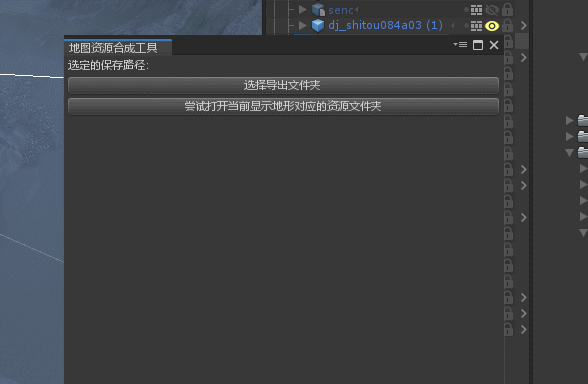 senc
dj_shitou084a03 (1)
地图资源合成工具
选定的保存路径:
选择导出文件夹
尝试打开当前显示地形对应的资源文件夹